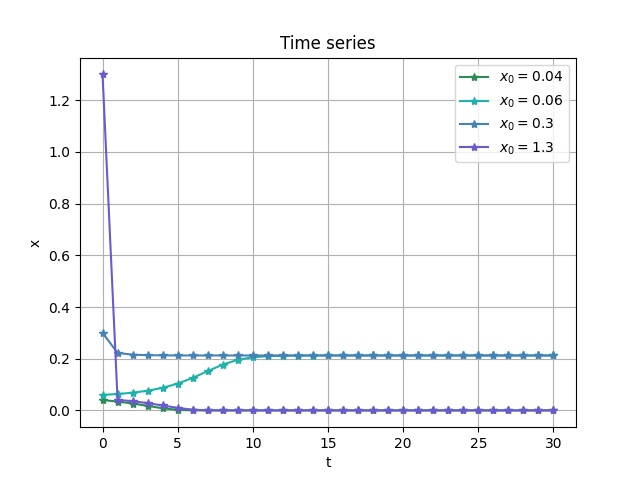 Time series
x₀ = 0.04
x₀ = 0.06
x₀ = 0.3
x₀ = 1.3
1.2
1.0
0.8
0.6
0.4
0.2
0.0
x
0 5 10 15 20 25 30
t